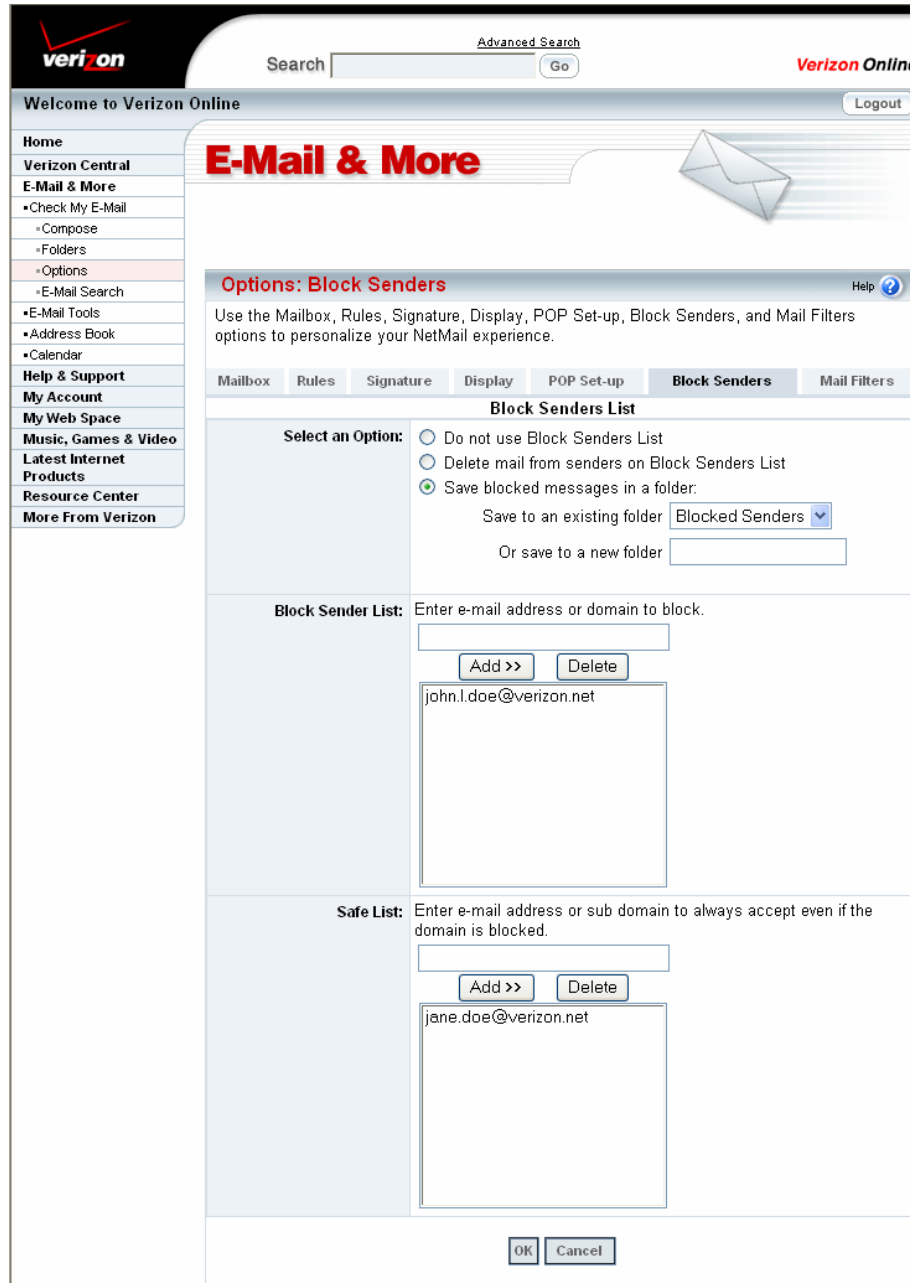 verizon
Advanced Search
Search
Go
Verizon Online
Welcome to Verizon Online
Logout
Home
Verizon Central
E-Mail & More
▪Check My E-Mail
▪Compose
▪Folders
▪Options
▪E-Mail Search
▪E-Mail Tools
▪Address Book
▪Calendar
Help & Support
My Account
My Web Space
Music, Games & Video
Latest Internet
Products
Resource Center
More From Verizon
E-Mail & More
Options: Block Senders
Help ?
Use the Mailbox, Rules, Signature, Display, POP Set-up, Block Senders, and Mail Filters
options to personalize your NetMail experience.
Mailbox Rules Signature Display POP Set-up Block Senders Mail Filters
Block Senders List
Select an Option:
Do not use Block Senders List
Delete mail from senders on Block Senders List
Save blocked messages in a folder:
Save to an existing folder Blocked Senders
Or save to a new folder
Block Sender List: Enter e-mail address or domain to block.
Add >> Delete
john.l.doe@verizon.net
Safe List: Enter e-mail address or sub domain to always accept even if the
domain is blocked.
Add >> Delete
jane.doe@verizon.net
OK Cancel